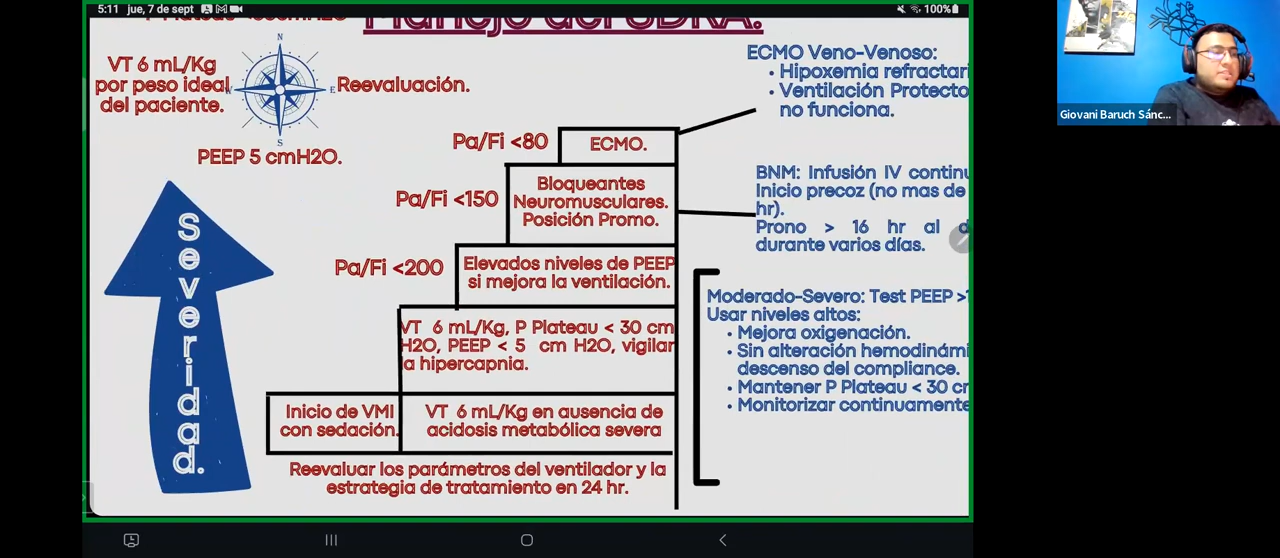 5:11 jue, 7 de sept
100%
Manejo del SDRA.
VT 6 mL/Kg
por peso ideal
del paciente.
N
W
E
S
Reevaluación.
PEEP 5 cmH2O.
Severidad.
ECMO Veno-Venoso:
• Hipoxemia refractari
• Ventilación Protecto
no funciona.
Pa/Fi <80
ECMO.
Pa/Fi <150
Bloqueantes
Neuromusculares.
Posición Promo.
BNM: Infusión IV continu
Inicio precoz (no mas de
hr).
Prono > 16 hr al d
durante varios días.
Pa/Fi <200
Elevados niveles de PEEP
si mejora la ventilación.
VT 6 mL/Kg, P Plateau < 30 cm
H2O, PEEP < 5 cm H2O, vigilar
la hipercapnia.
Moderado-Severo: Test PEEP >1
Usar niveles altos:
• Mejora oxigenación.
• Sin alteración hemodinámi
descenso del compliance.
• Mantener P Plateau < 30 cr
• Monitorizar continuamente
Inicio de VMI
con sedación.
VT 6 mL/Kg en ausencia de
acidosis metabólica severa
Reevaluar los parámetros del ventilador y la
estrategia de tratamiento en 24 hr.
Giovani Baruch Sánc...